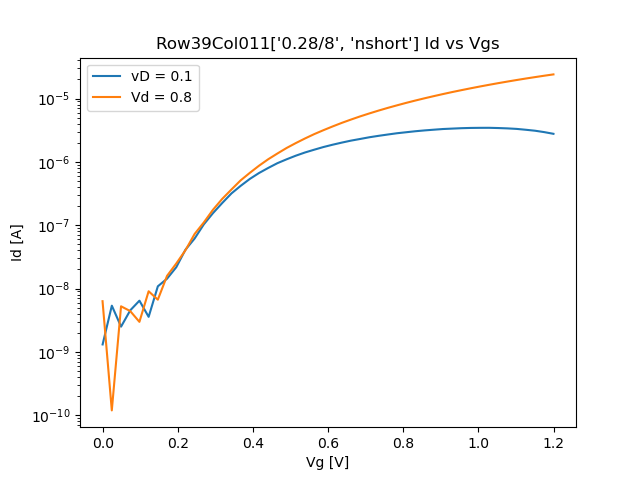 Row39Col011['0.28/8', 'nshort'] Id vs Vgs
vD = 0.1
Vd = 0.8
Id [A]
10⁻⁵
10⁻⁶
10⁻⁷
10⁻⁸
10⁻⁹
10⁻¹⁰
0.0 0.2 0.4 0.6 0.8 1.0 1.2
Vg [V]